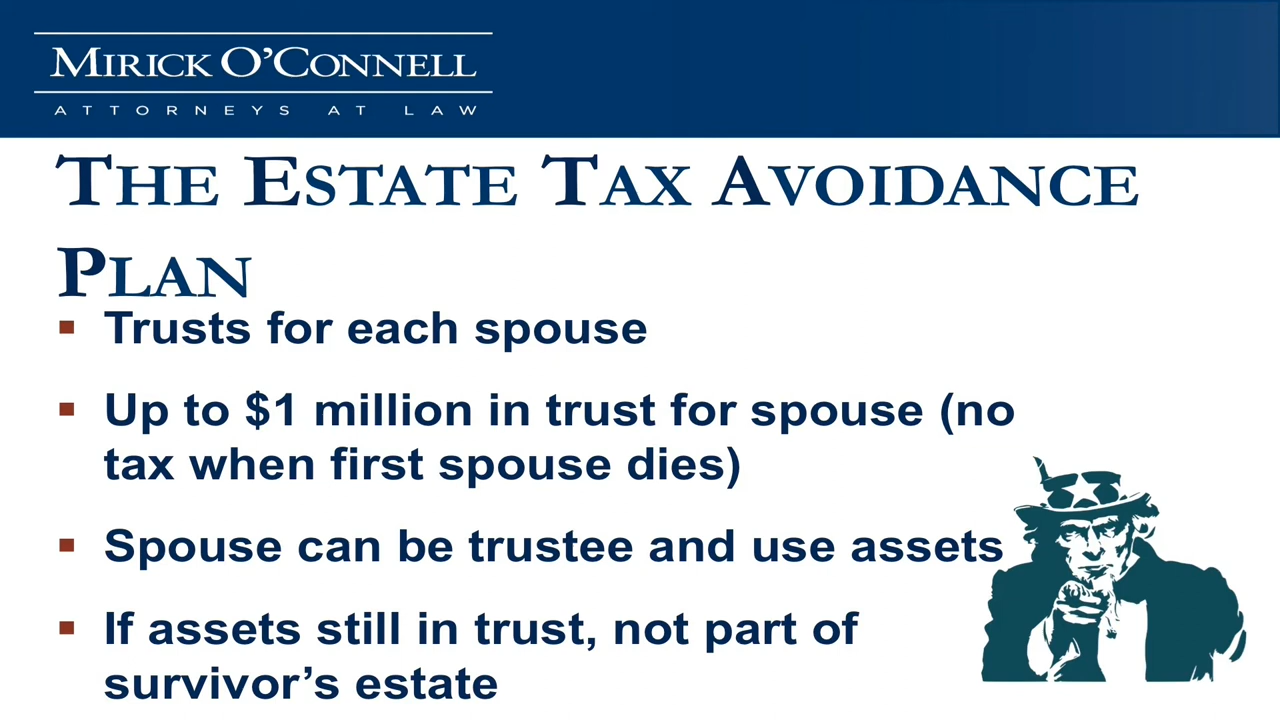 MIRICK O'CONNELL
ATTORNEYS AT LAW
THE ESTATE TAX AVOIDANCE
PLAN
▪ Trusts for each spouse
▪ Up to $1 million in trust for spouse (no
tax when first spouse dies)
▪ Spouse can be trustee and use assets
▪ If assets still in trust, not part of
survivor's estate